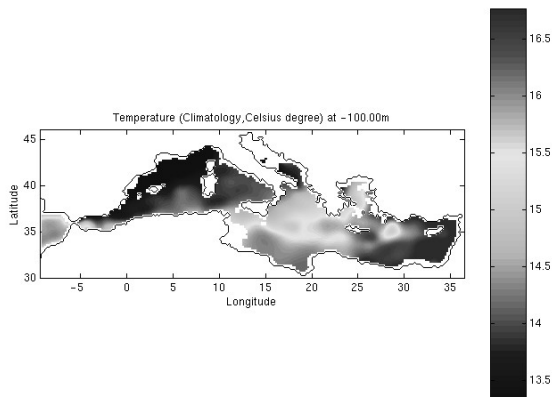 Temperature (Climatology,Celsius degree) at −100.00m
Latitude
45
40
35
30
−5 0 5 10 15 20 25 30 35
Longitude
16.5
16
15.5
15
14.5
14
13.5